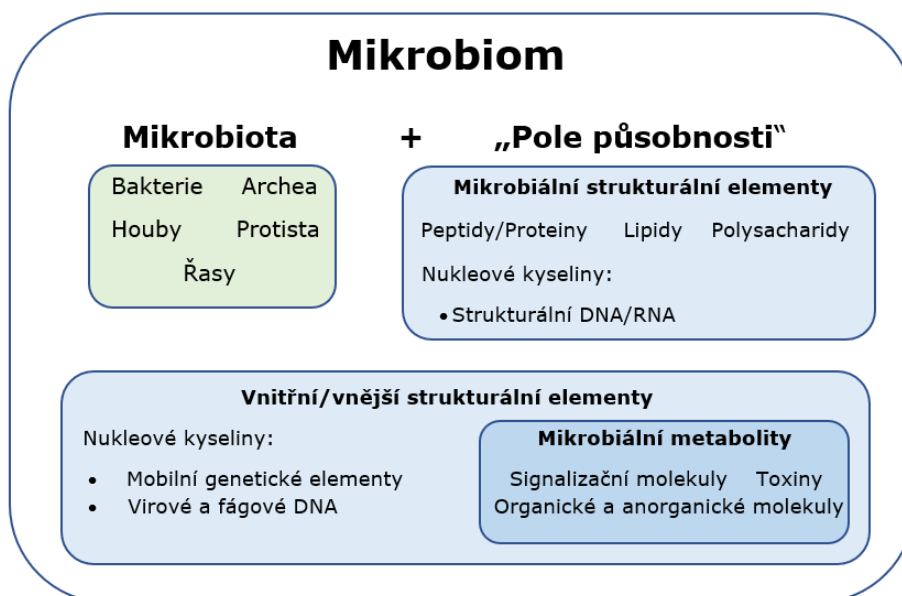 Mikrobiom
Mikrobiota + „Pole působnosti‟
Bakterie Archea
Houby Protista
Řasy
Mikrobiální strukturální elementy
Peptidy/Proteiny Lipidy Polysacharidy
Nukleové kyseliny:
• Strukturální DNA/RNA
Vnitřní/vnější strukturální elementy
Nukleové kyseliny:
• Mobilní genetické elementy
• Virové a fágové DNA
Mikrobiální metabolity
Signalizační molekuly Toxiny
Organické a anorganické molekuly